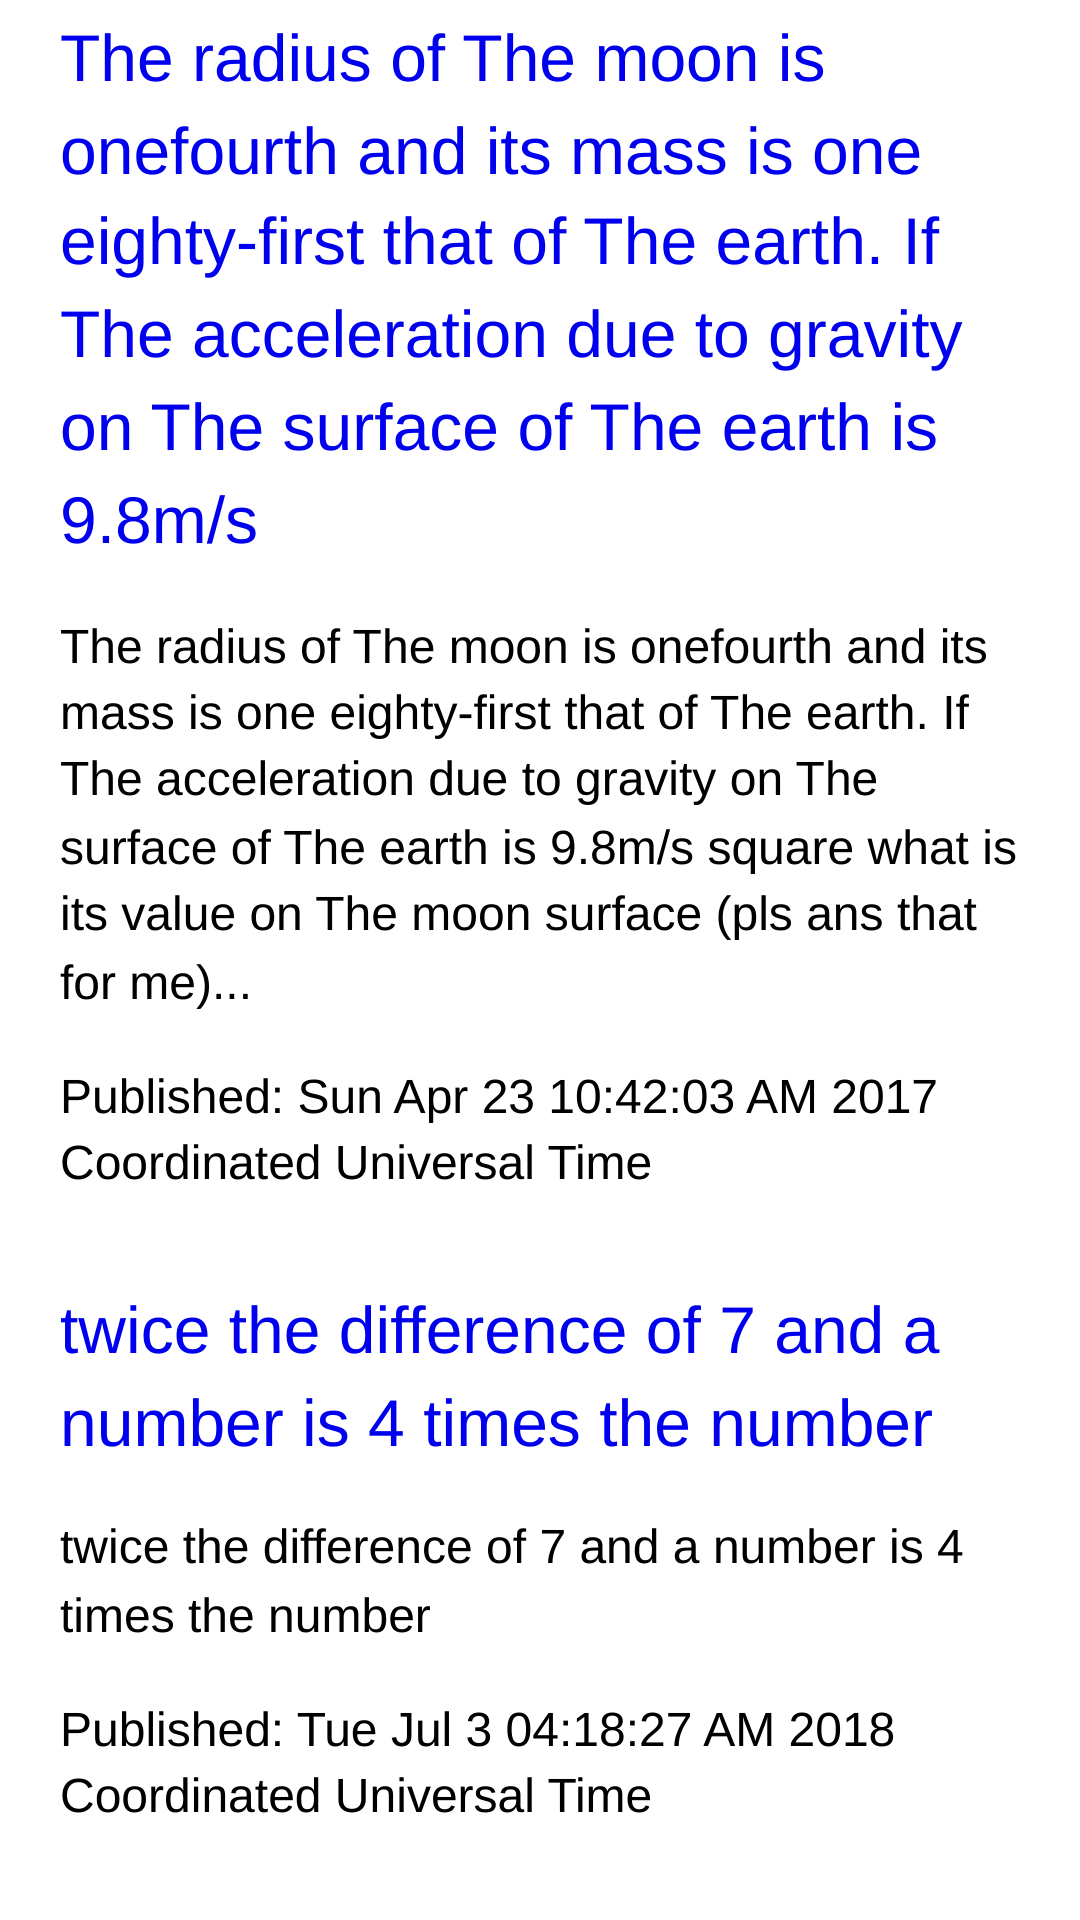 The radius of The moon is
onefourth and its mass is one
eighty-first that of The earth. If
The acceleration due to gravity
on The surface of The earth is
9.8m/s
The radius of The moon is onefourth and its
mass is one eighty-first that of The earth. If
The acceleration due to gravity on The
surface of The earth is 9.8m/s square what is
its value on The moon surface (pls ans that
for me)...
Published: Sun Apr 23 10:42:03 AM 2017
Coordinated Universal Time
twice the difference of 7 and a
number is 4 times the number
twice the difference of 7 and a number is 4
times the number
Published: Tue Jul 3 04:18:27 AM 2018
Coordinated Universal Time